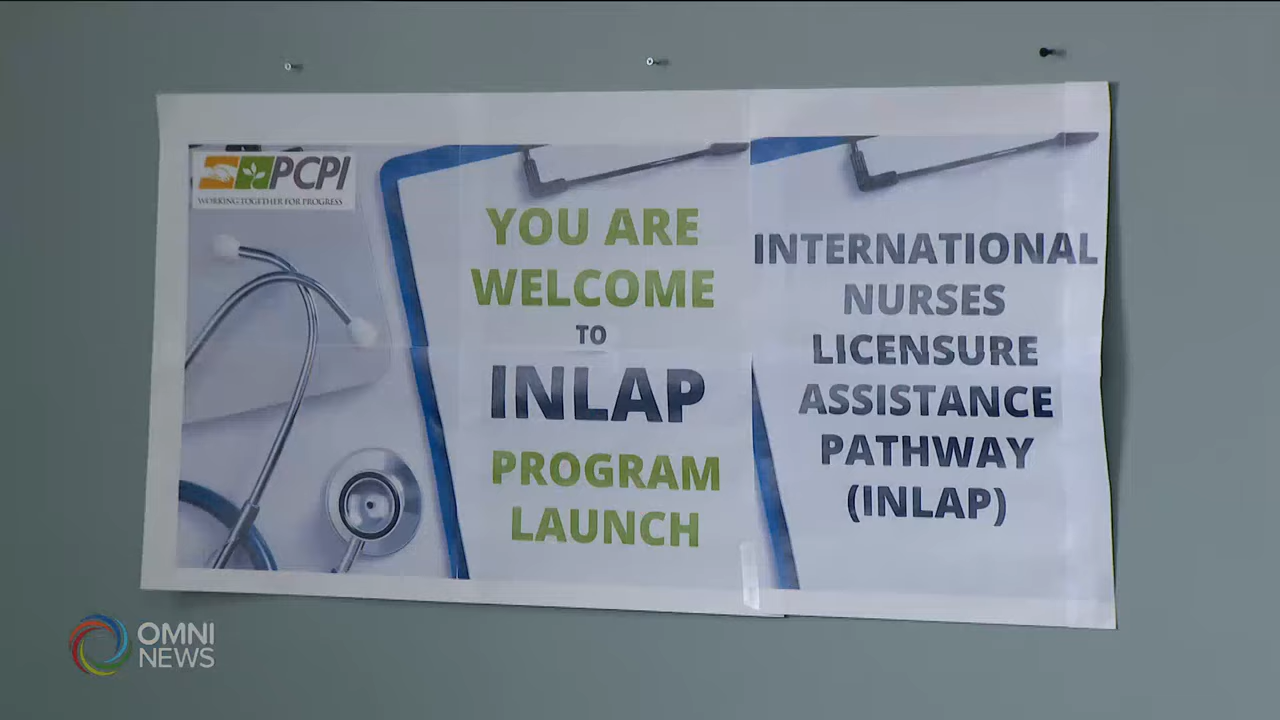 PCPI
WORKING TOGETHER FOR PROGRESS
YOU ARE
WELCOME
TO
INLAP
PROGRAM
LAUNCH
INTERNATIONAL
NURSES
LICENSURE
ASSISTANCE
PATHWAY
(INLAP)
OMNI
NEWS